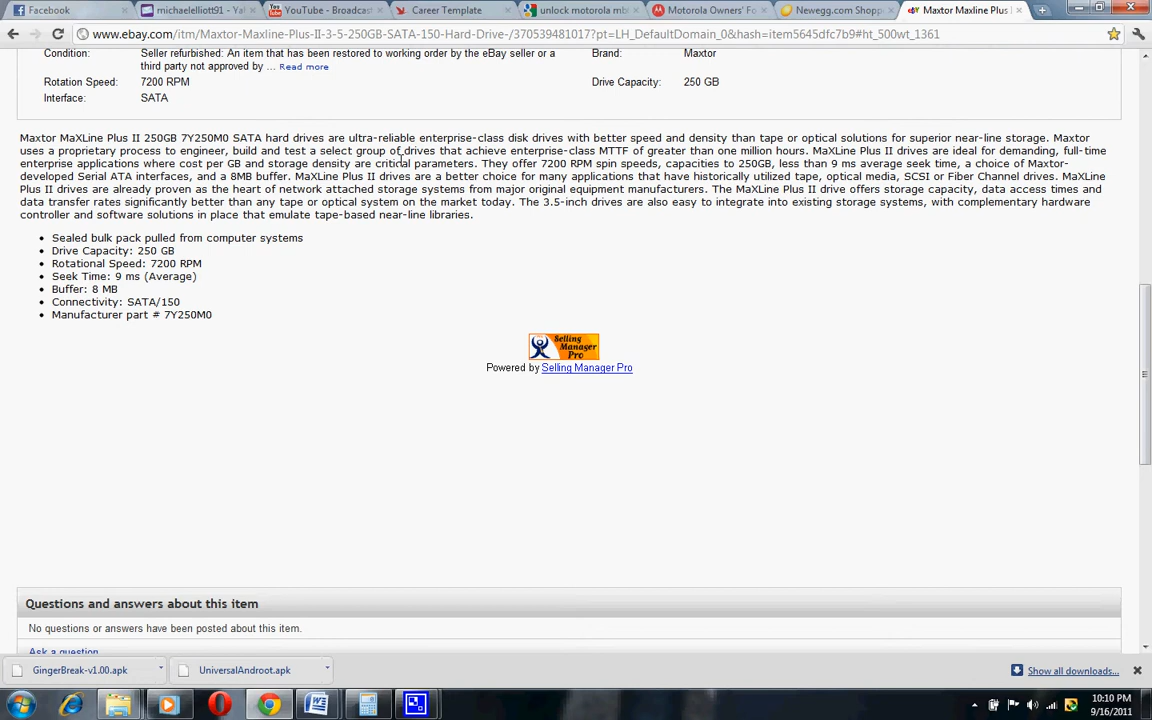 Facebook
michaelelliott91 - Yal
YouTube - Broadcast
Career Template
unlock motorola mb
Motorola Owners' Fo
Newegg.com Shopp
Maxtor Maxline Plus
www.ebay.com/itm/Maxtor-Maxline-Plus-II-3-5-250GB-SATA-150-Hard-Drive-/370539481017?pt=LH_DefaultDomain_0&hash=item5645dfc7b9#ht_500wt_1361
Condition: Seller refurbished: An item that has been restored to working order by the eBay seller or a Brand: Maxtor
third party not approved by ... Read more
Rotation Speed: 7200 RPM Drive Capacity: 250 GB
Interface: SATA
Maxtor MaXLine Plus II 250GB 7Y250M0 SATA hard drives are ultra-reliable enterprise-class disk drives with better speed and density than tape or optical solutions for superior near-line storage. Maxtor
uses a proprietary process to engineer, build and test a select group of drives that achieve enterprise-class MTTF of greater than one million hours. MaXLine Plus II drives are ideal for demanding, full-time
enterprise applications where cost per GB and storage density are critical parameters. They offer 7200 RPM spin speeds, capacities to 250GB, less than 9 ms average seek time, a choice of Maxtor-
developed Serial ATA interfaces, and a 8MB buffer. MaXLine Plus II drives are a better choice for many applications that have historically utilized tape, optical media, SCSI or Fiber Channel drives. MaXLine
Plus II drives are already proven as the heart of network attached storage systems from major original equipment manufacturers. The MaXLine Plus II drive offers storage capacity, data access times and
data transfer rates significantly better than any tape or optical system on the market today. The 3.5-inch drives are also easy to integrate into existing storage systems, with complementary hardware
controller and software solutions in place that emulate tape-based near-line libraries.
• Sealed bulk pack pulled from computer systems
• Drive Capacity: 250 GB
• Rotational Speed: 7200 RPM
• Seek Time: 9 ms (Average)
• Buffer: 8 MB
• Connectivity: SATA/150
• Manufacturer part # 7Y250M0
Selling
Manager
Pro
Powered by Selling Manager Pro
Questions and answers about this item
No questions or answers have been posted about this item.
Ask a question
GingerBreak-v1.00.apk
UniversalAndroot.apk
Show all downloads...
10:10 PM
9/16/2011